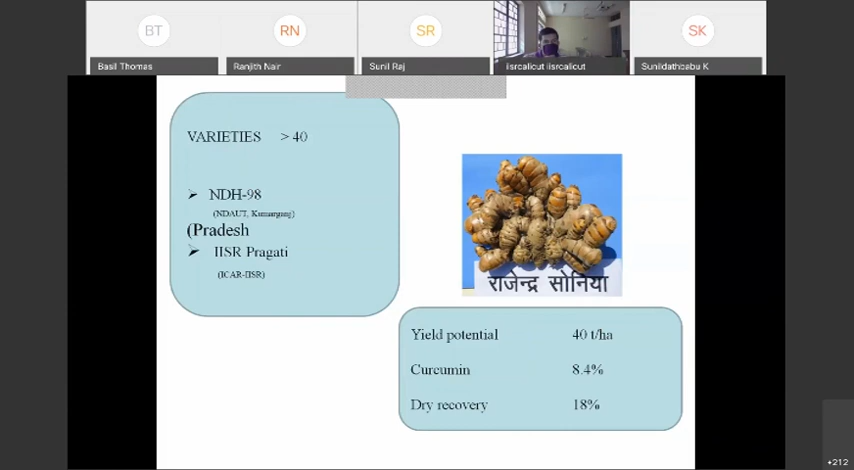 BT
RN
SR
SK
Basil Thomas
Ranjith Nair
Sunil Raj
iisrcalicut iisrcalicut
Sunildathbabu K
VARIETIES > 40
NDH-98
(NDAUT, Kumarganj)
(Pradesh
IISR Pragati
(ICAR-IISR)
राजेन्द्र सोनिया
Yield potential 40 t/ha
Curcumin 8.4%
Dry recovery 18%
+212